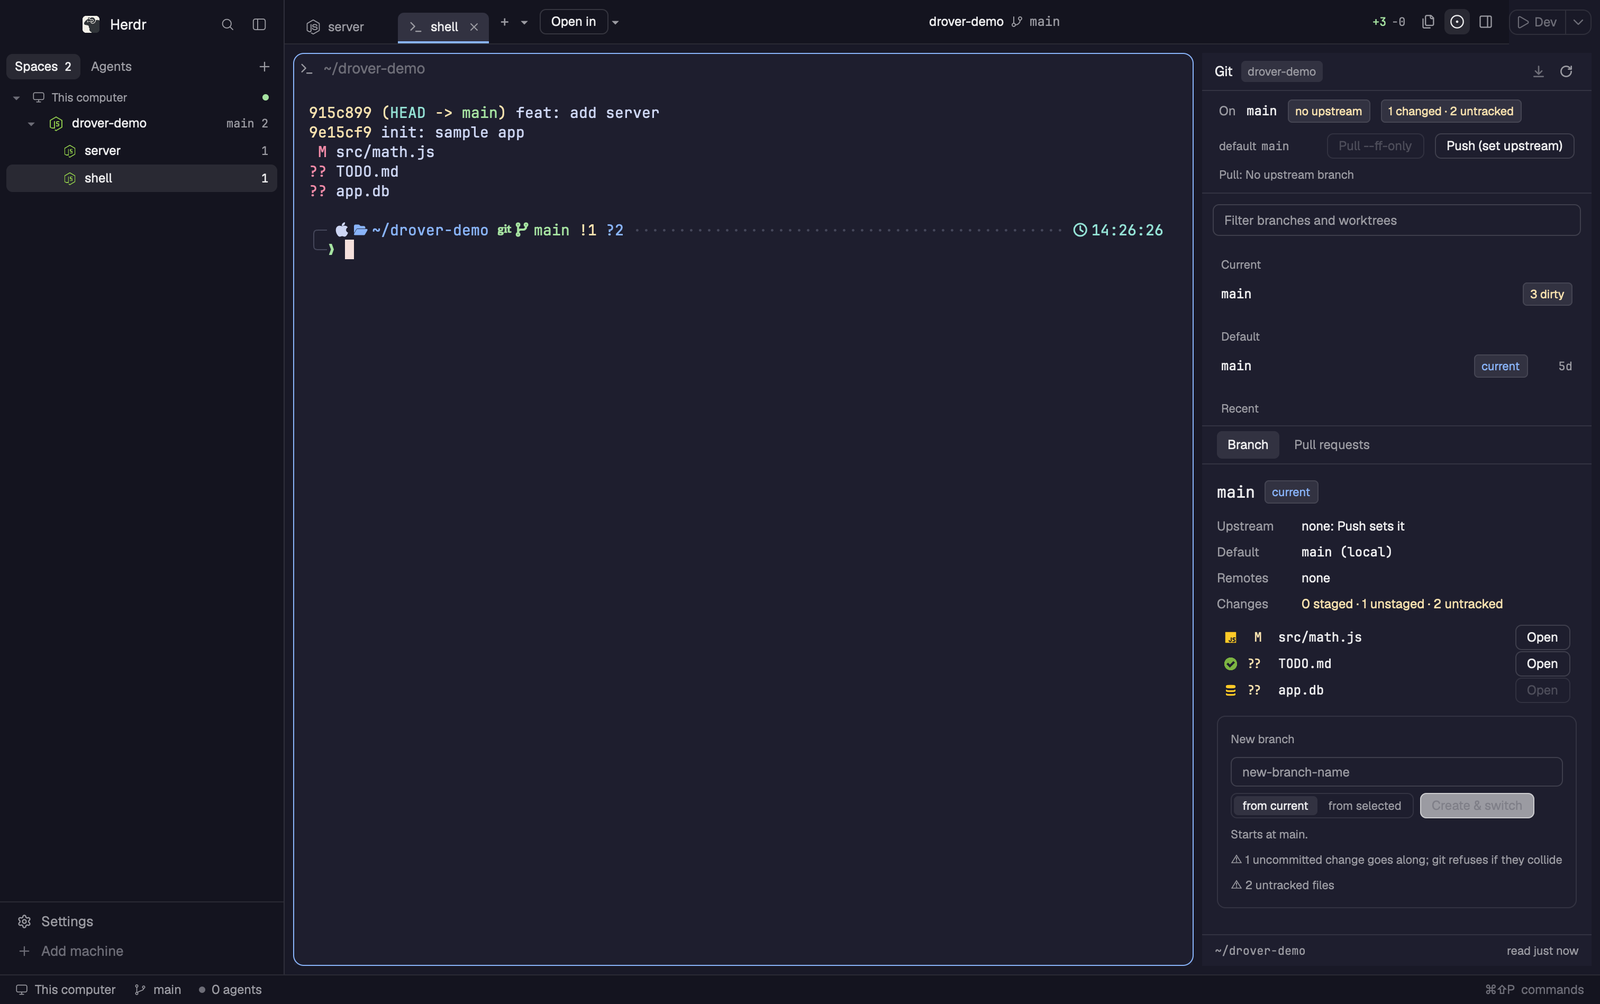 Herdr
server
shell
Open in
drover-demo main
+3 -0
Dev
Spaces 2
Agents
This computer
drover-demo main 2
server 1
shell 1
Settings
Add machine
~/drover-demo
915c899 (HEAD -> main) feat: add server
9e15cf9 init: sample app
M src/math.js
?? TODO.md
?? app.db
~/drover-demo git main !1 ?2 14:26:26
Git drover-demo
On main no upstream 1 changed · 2 untracked
default main Pull --ff-only Push (set upstream)
Pull: No upstream branch
Filter branches and worktrees
Current
main 3 dirty
Default
main current 5d
Recent
Branch Pull requests
main current
Upstream none: Push sets it
Default main (local)
Remotes none
Changes 0 staged · 1 unstaged · 2 untracked
JS M src/math.js Open
?? TODO.md Open
?? app.db Open
New branch
new-branch-name
from current from selected Create & switch
Starts at main.
⚠ 1 uncommitted change goes along; git refuses if they collide
⚠ 2 untracked files
~/drover-demo read just now
This computer main 0 agents
⌘⇧P commands